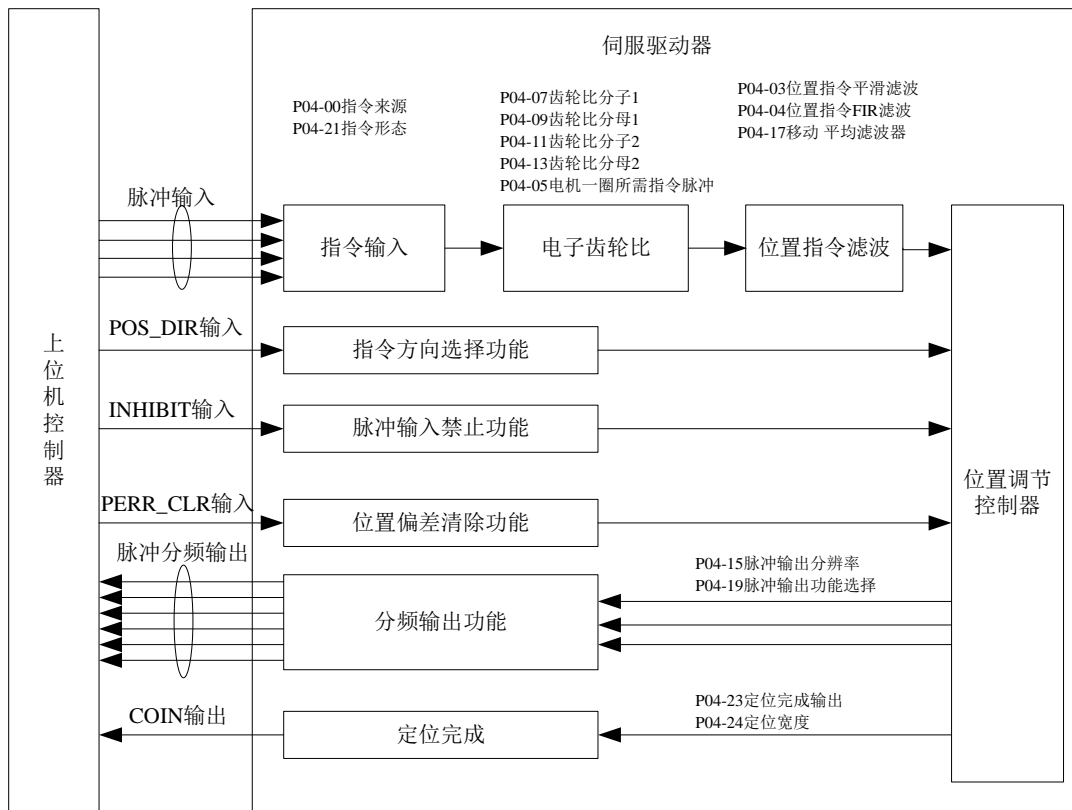 伺服驱动器
P04-00指令来源
P04-21指令形态
P04-07齿轮比分子1
P04-09齿轮比分母1
P04-11齿轮比分子2
P04-13齿轮比分母2
P04-05电机一圈所需指令脉冲
P04-03位置指令平滑滤波
P04-04位置指令FIR滤波
P04-17移动 平均滤波器
脉冲输入
指令输入
电子齿轮比
位置指令滤波
POS_DIR输入
指令方向选择功能
上位机控制器
INHIBIT输入
脉冲输入禁止功能
位置调节
控制器
PERR_CLR输入
位置偏差清除功能
脉冲分频输出
P04-15脉冲输出分辨率
P04-19脉冲输出功能选择
分频输出功能
COIN输出
定位完成
P04-23定位完成输出
P04-24定位宽度